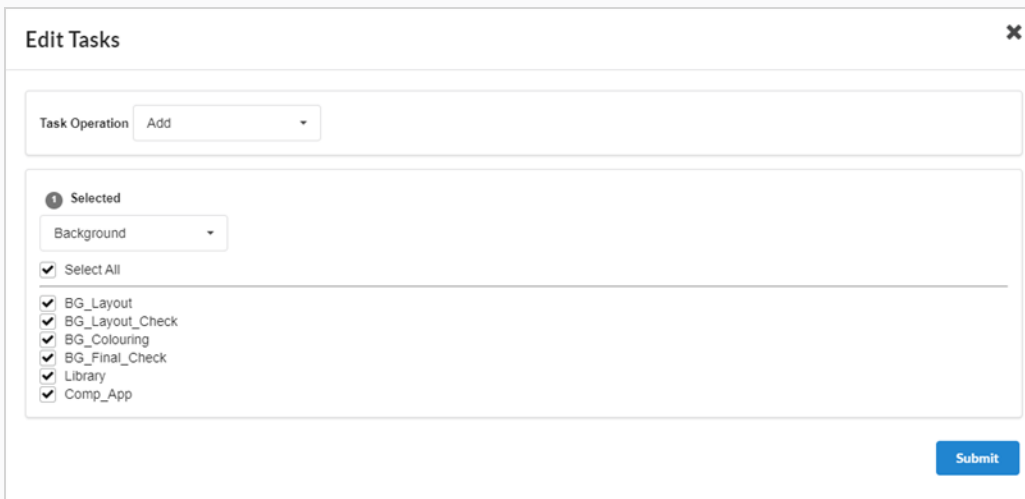 Edit Tasks
Task Operation Add
1 Selected
Background
Select All
BG_Layout
BG_Layout_Check
BG_Colouring
BG_Final_Check
Library
Comp_App
Submit